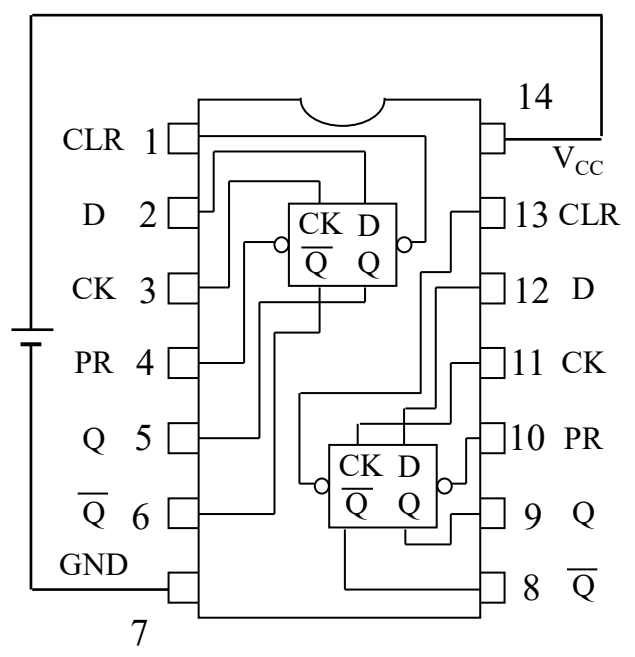 14
CLR 1
V_CC
D 2
CK D
Q̅ Q
13 CLR
CK 3
12 D
PR 4
11 CK
Q 5
10 PR
CK D
Q̅ Q
Q̅ 6
9 Q
GND
8 Q̅
7